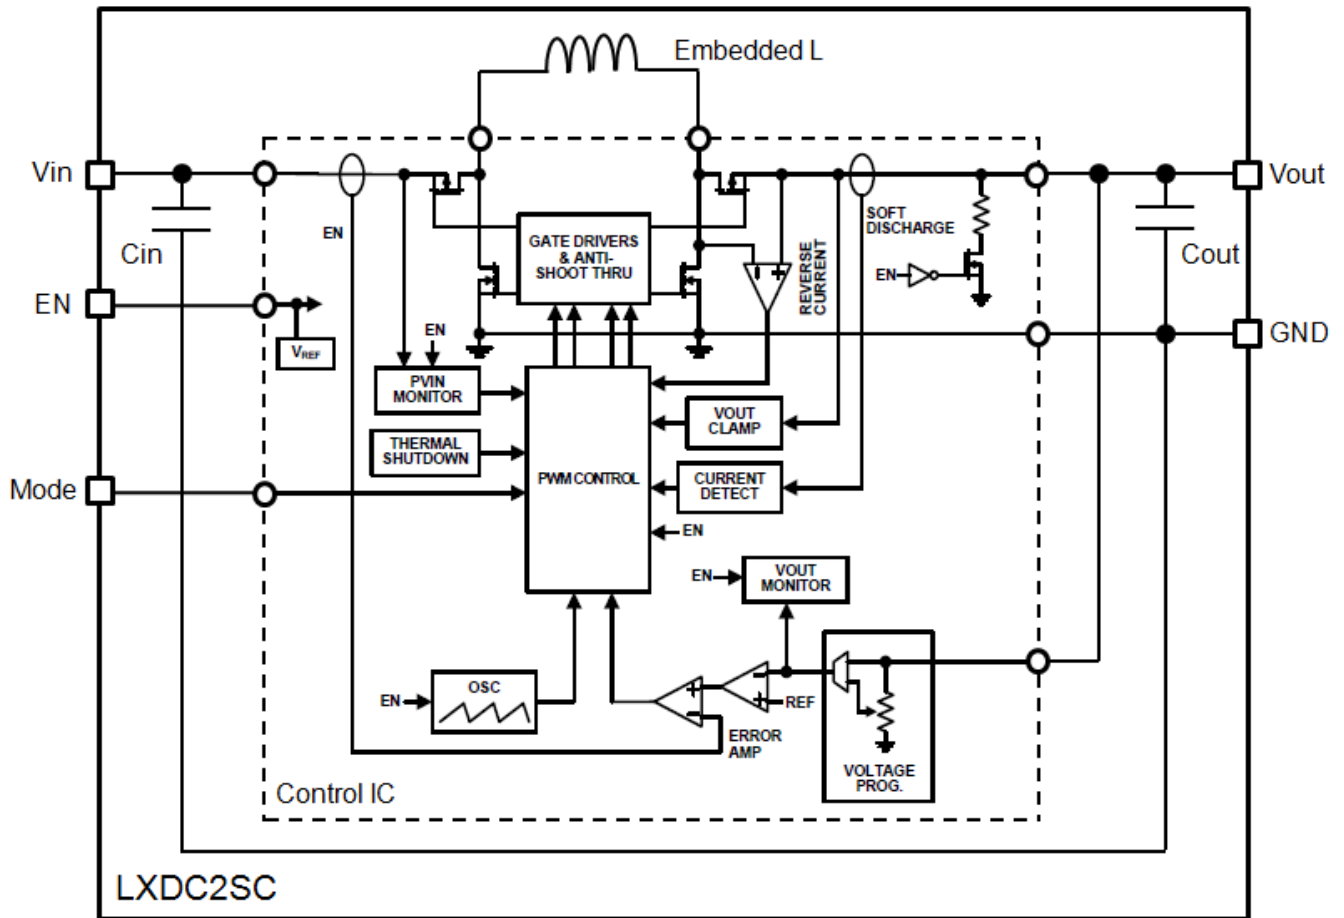 Embedded L
Vin
Vout
Cin
EN
GATE DRIVERS
& ANTI-
SHOOT THRU
REVERSE
CURRENT
SOFT
DISCHARGE
EN
Cout
EN
VREF
EN
GND
PVIN
MONITOR
VOUT
CLAMP
THERMAL
SHUTDOWN
PWM CONTROL
CURRENT
DETECT
Mode
EN
EN
VOUT
MONITOR
EN
OSC
REF
ERROR
AMP
VOLTAGE
PROG.
Control IC
LXDC2SC